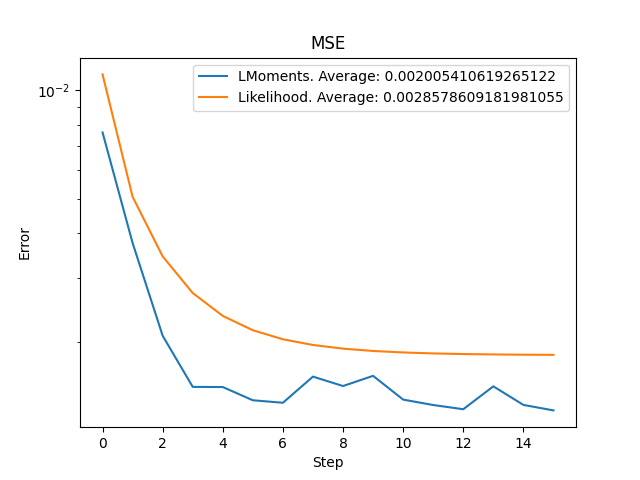 MSE
LMoments. Average: 0.002005410619265122
Likelihood. Average: 0.0028578609181981055
10⁻²
Error
0 2 4 6 8 10 12 14
Step